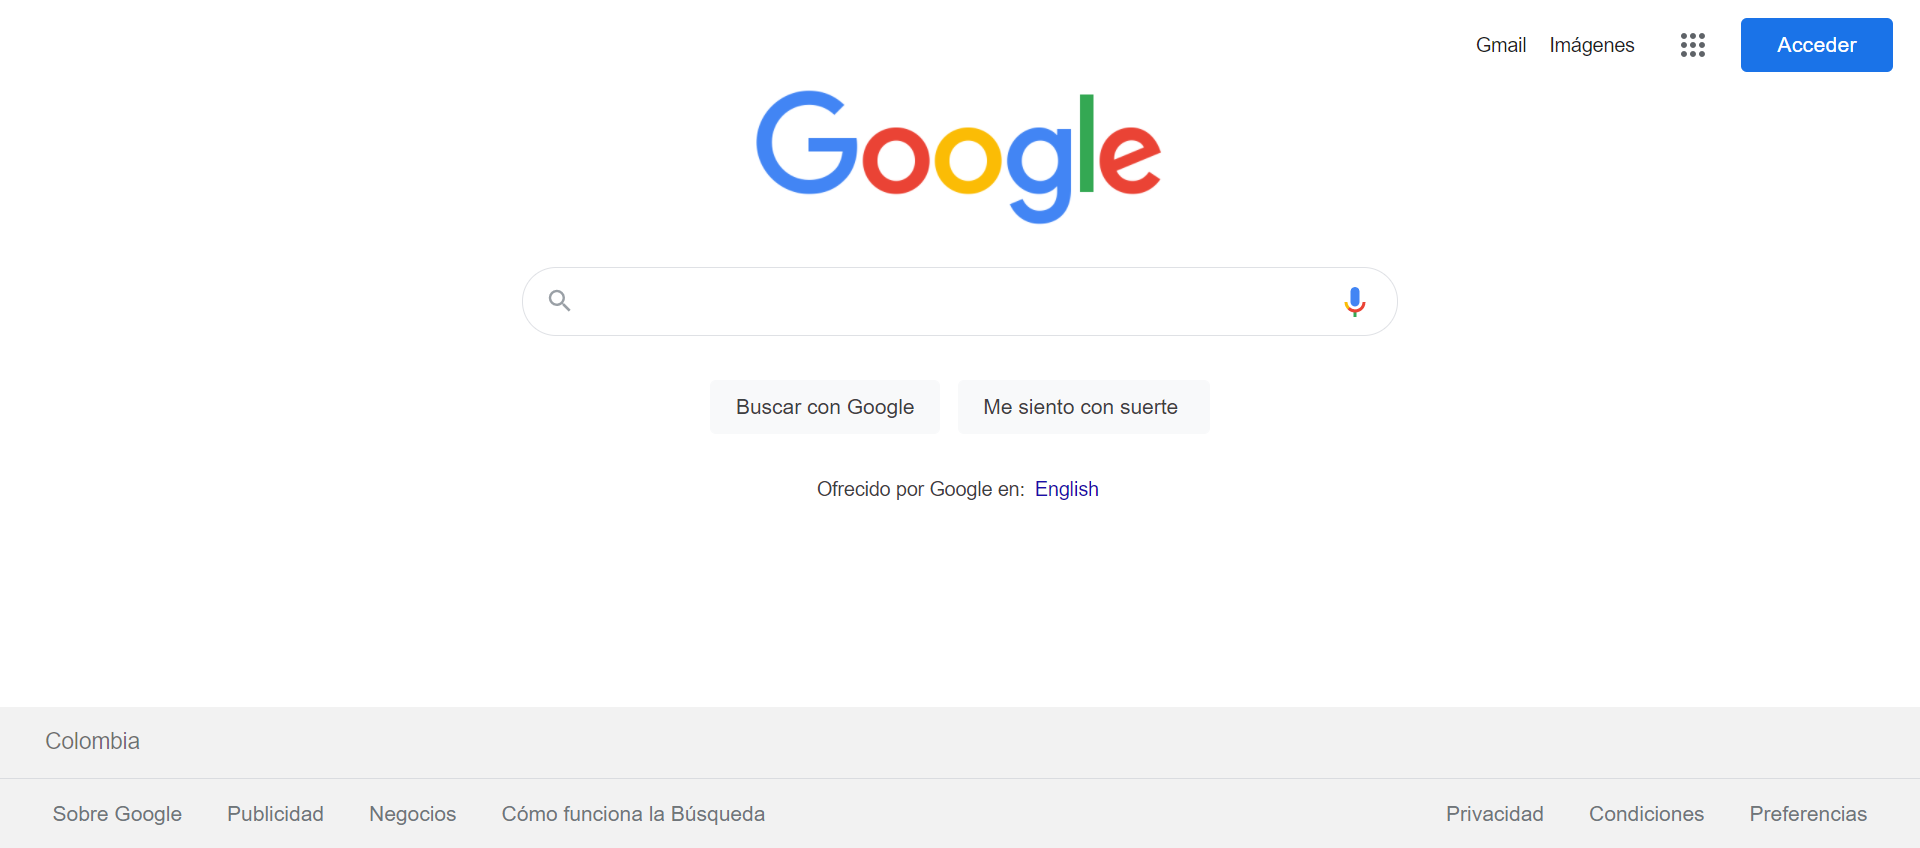 Gmail Imágenes Acceder
Google
Buscar con Google Me siento con suerte
Ofrecido por Google en: English
Colombia
Sobre Google Publicidad Negocios Cómo funciona la Búsqueda Privacidad Condiciones Preferencias